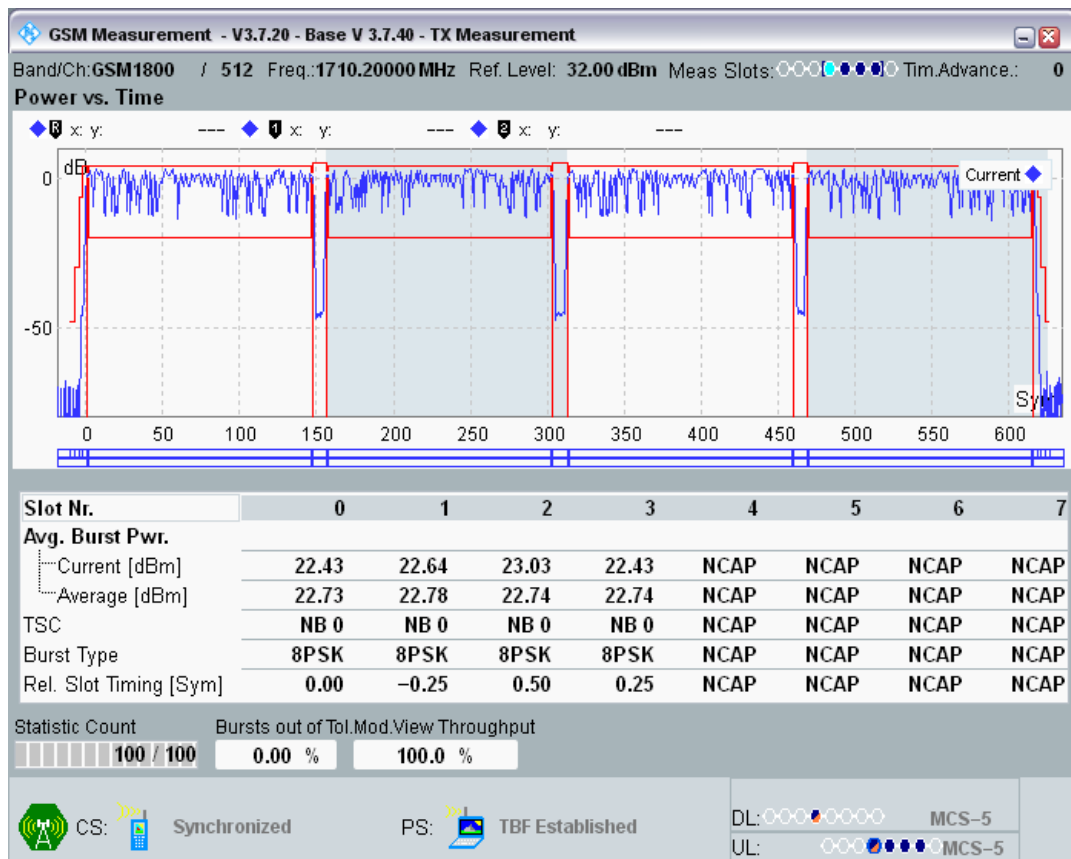 GSM Measurement - V3.7.20 - Base V 3.7.40 - TX Measurement
Band/Ch:GSM1800 / 512 Freq.:1710.20000 MHz Ref. Level: 32.00 dBm Meas Slots: Tim.Advance.: 0
Power vs. Time
R x: y: --- 1 x: y: --- 2 x: y: ---
dB
0
Current
-50
Sym
0 50 100 150 200 250 300 350 400 450 500 550 600
Slot Nr. 0 1 2 3 4 5 6 7
Avg. Burst Pwr.
Current [dBm] 22.43 22.64 23.03 22.43 NCAP NCAP NCAP NCAP
Average [dBm] 22.73 22.78 22.74 22.74 NCAP NCAP NCAP NCAP
TSC NB 0 NB 0 NB 0 NB 0 NCAP NCAP NCAP NCAP
Burst Type 8PSK 8PSK 8PSK 8PSK NCAP NCAP NCAP NCAP
Rel. Slot Timing [Sym] 0.00 −0.25 0.50 0.25 NCAP NCAP NCAP NCAP
Statistic Count Bursts out of Tol.Mod.View Throughput
100 / 100 0.00 % 100.0 %
CS: Synchronized PS: TBF Established
DL: MCS−5
UL: MCS−5